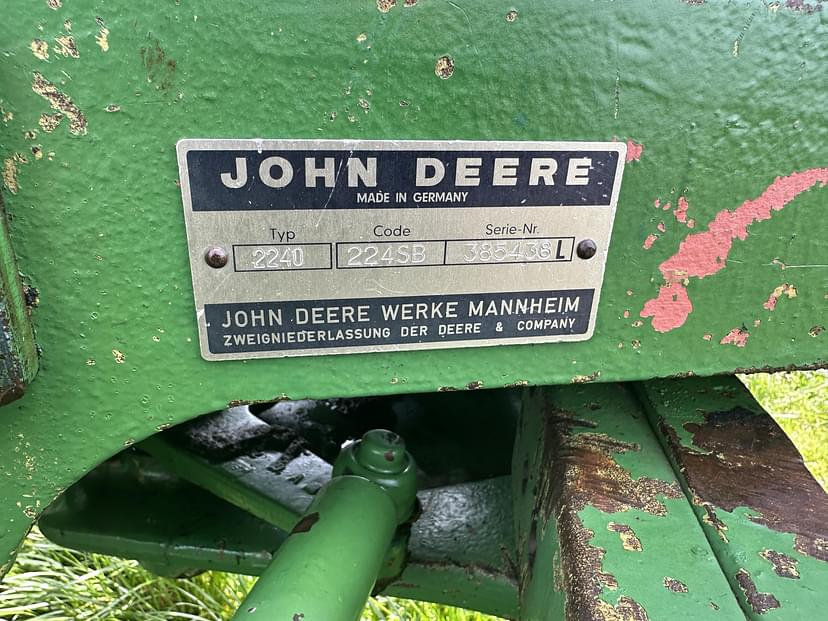 JOHN DEERE
MADE IN GERMANY
Typ Code Serie-Nr.
2240 224SB 385438L
JOHN DEERE WERKE MANNHEIM
ZWEIGNIEDERLASSUNG DER DEERE & COMPANY